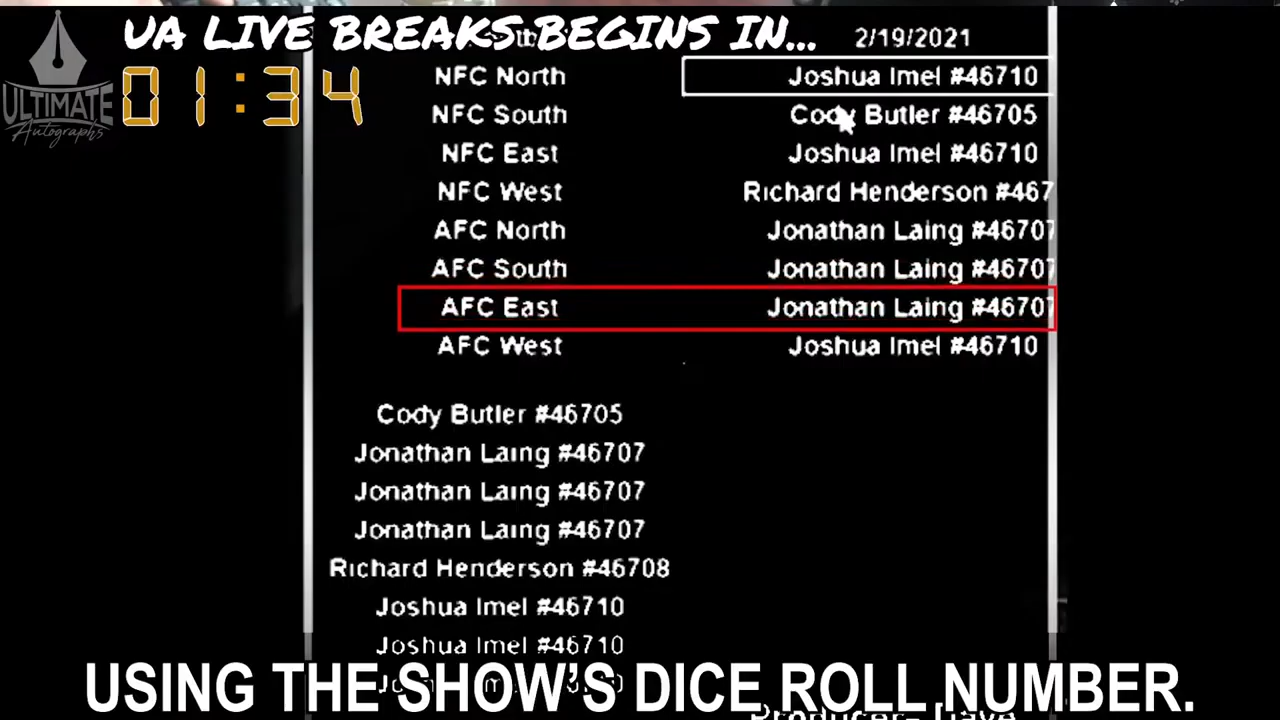 UA LIVE BREAKS BEGINS IN...
2/19/2021
01:34
ULTIMATE
Autographs
NFC North Joshua Imel #46710
NFC South Cody Butler #46705
NFC East Joshua Imel #46710
NFC West Richard Henderson #467
AFC North Jonathan Laing #46707
AFC South Jonathan Laing #46707
AFC East Jonathan Laing #46707
AFC West Joshua Imel #46710
Cody Butler #46705
Jonathan Laing #46707
Jonathan Laing #46707
Jonathan Laing #46707
Richard Henderson #46708
Joshua Imel #46710
Joshua Imel #46710
USING THE SHOW'S DICE ROLL NUMBER.
Producer- Dave